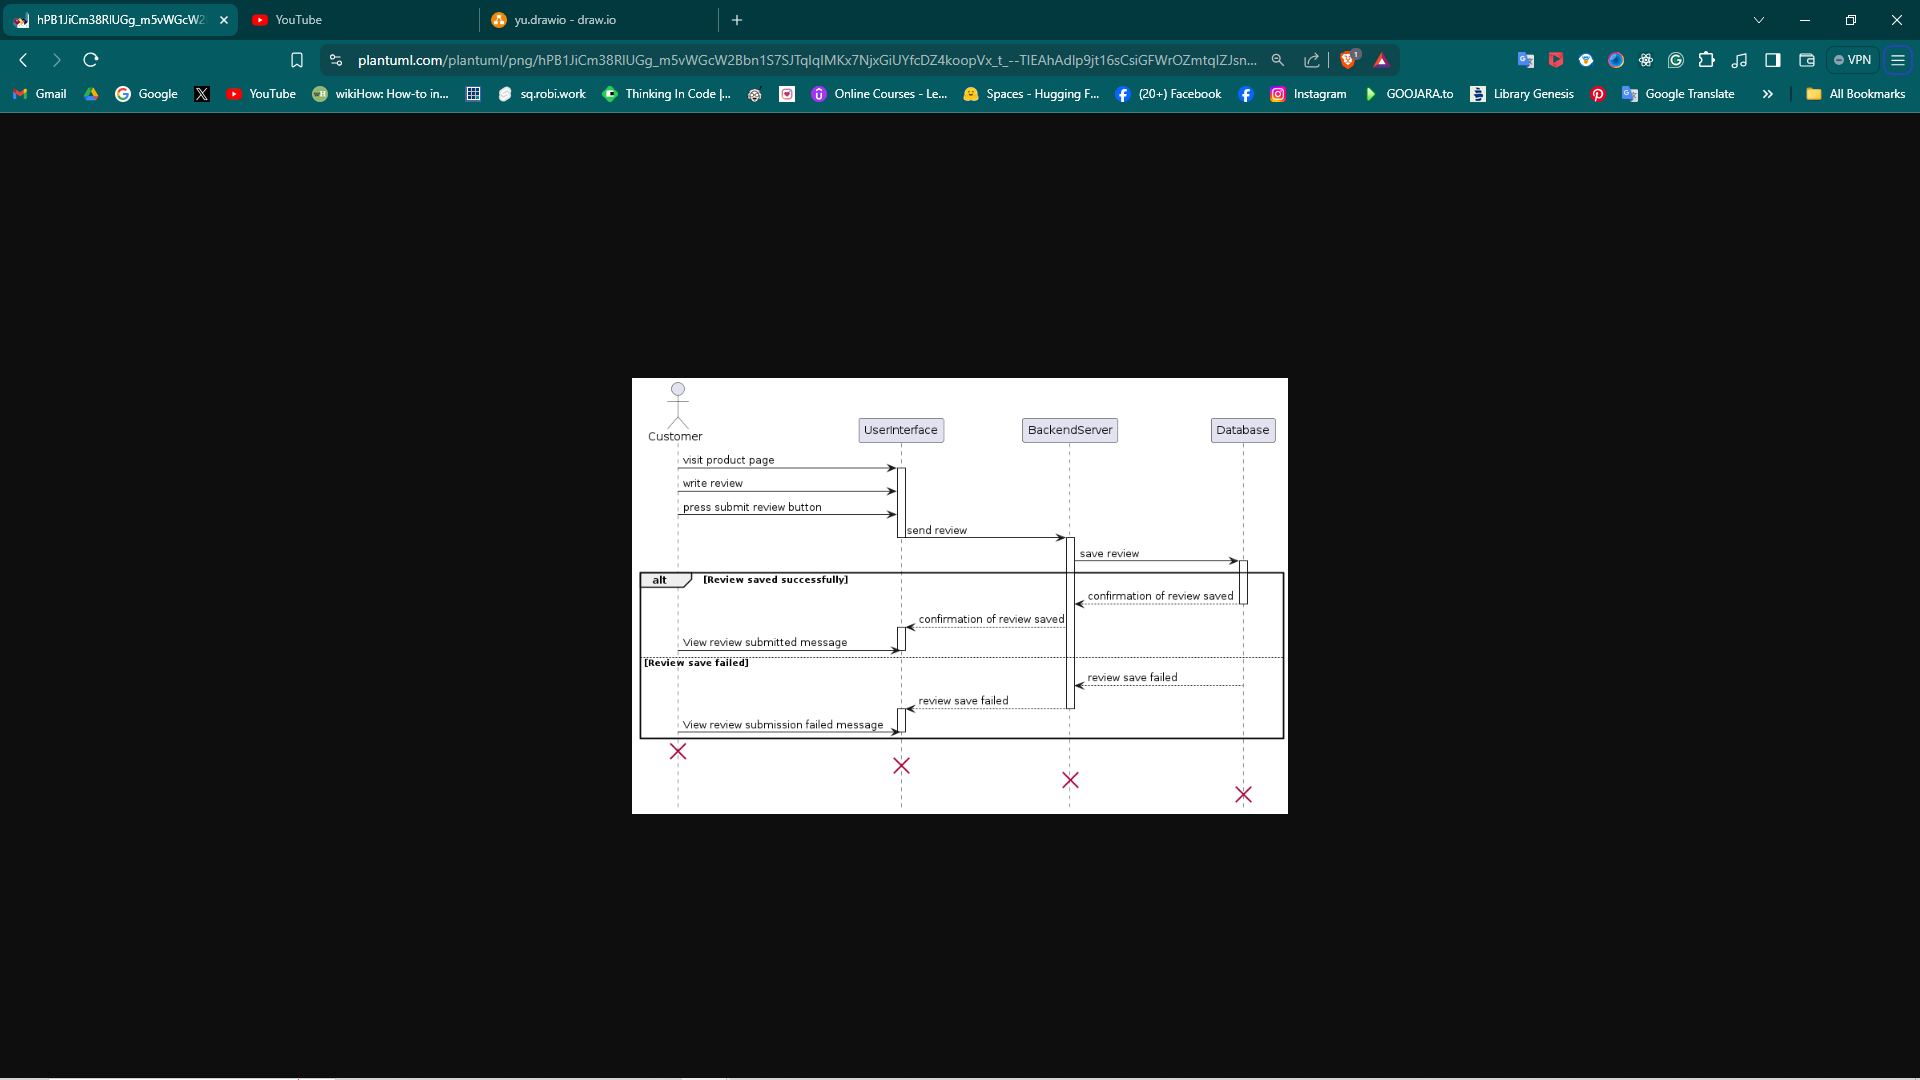 hPB1JiCm38RlUGg_m5vWGcW2
YouTube
yu.drawio - draw.io
plantuml.com/plantuml/png/
VPN
Gmail
Google
YouTube
wikiHow: How-to in...
sq.robi.work
Thinking In Code |...
Online Courses - Le...
Spaces - Hugging F...
(20+) Facebook
Instagram
GOOJARA.to
Library Genesis
Google Translate
All Bookmarks
Customer
UserInterface
BackendServer
Database
visit product page
write review
press submit review button
send review
save review
alt [Review saved successfully]
confirmation of review saved
confirmation of review saved
View review submitted message
[Review save failed]
review save failed
review save failed
View review submission failed message